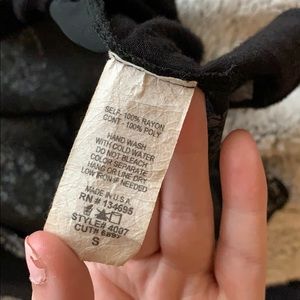 SELF: 100% RAYON
CONT: 100% POLY
HAND WASH
WITH COLD WATER
DO NOT BLEACH
COLOR SEPARATE
HANG OR LINE DRY
LOW IRON IF NEEDED
MADE IN U.S.A
RN # 134695
STYLE# 4007
CUT#
S